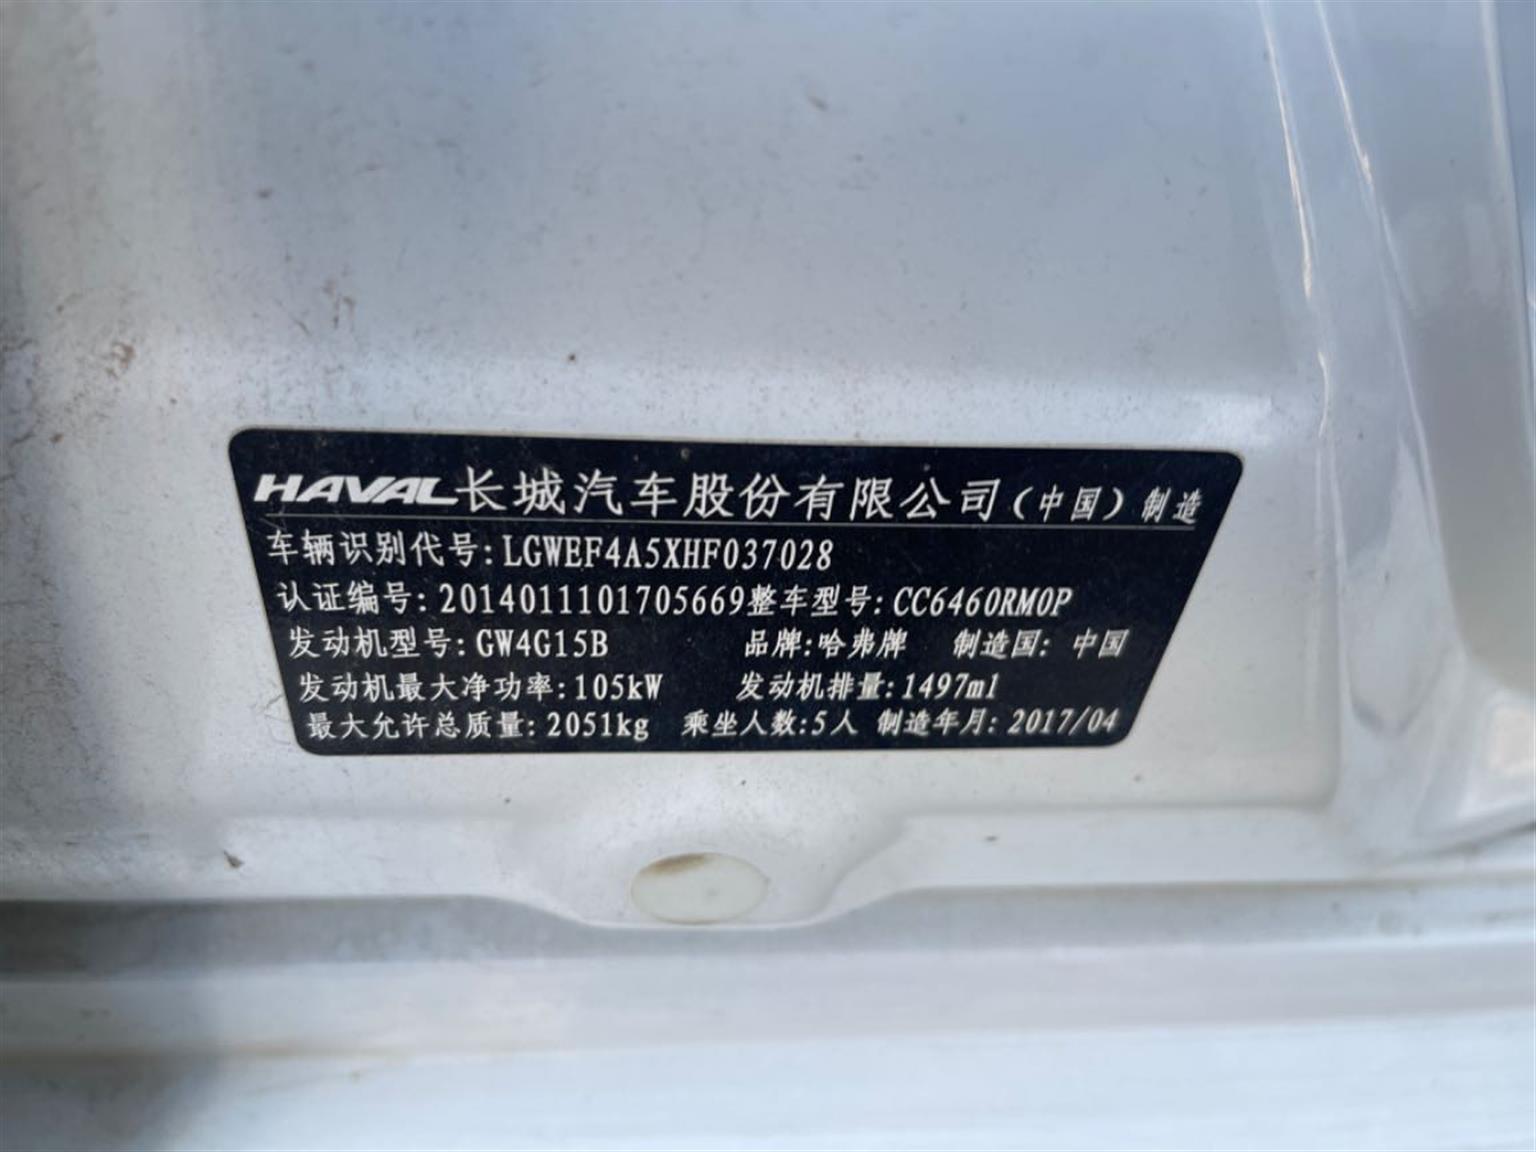 HAVAL长城汽车股份有限公司(中国)制造
车辆识别代号:LGWEF4A5XHF037028
认证编号:2014011101705669整车型号:CC6460RM0P
发动机型号:GW4G15B 品牌:哈弗牌 制造国:中国
发动机最大净功率:105kW 发动机排量:1497ml
最大允许总质量:2051kg 乘坐人数:5人 制造年月:2017/04